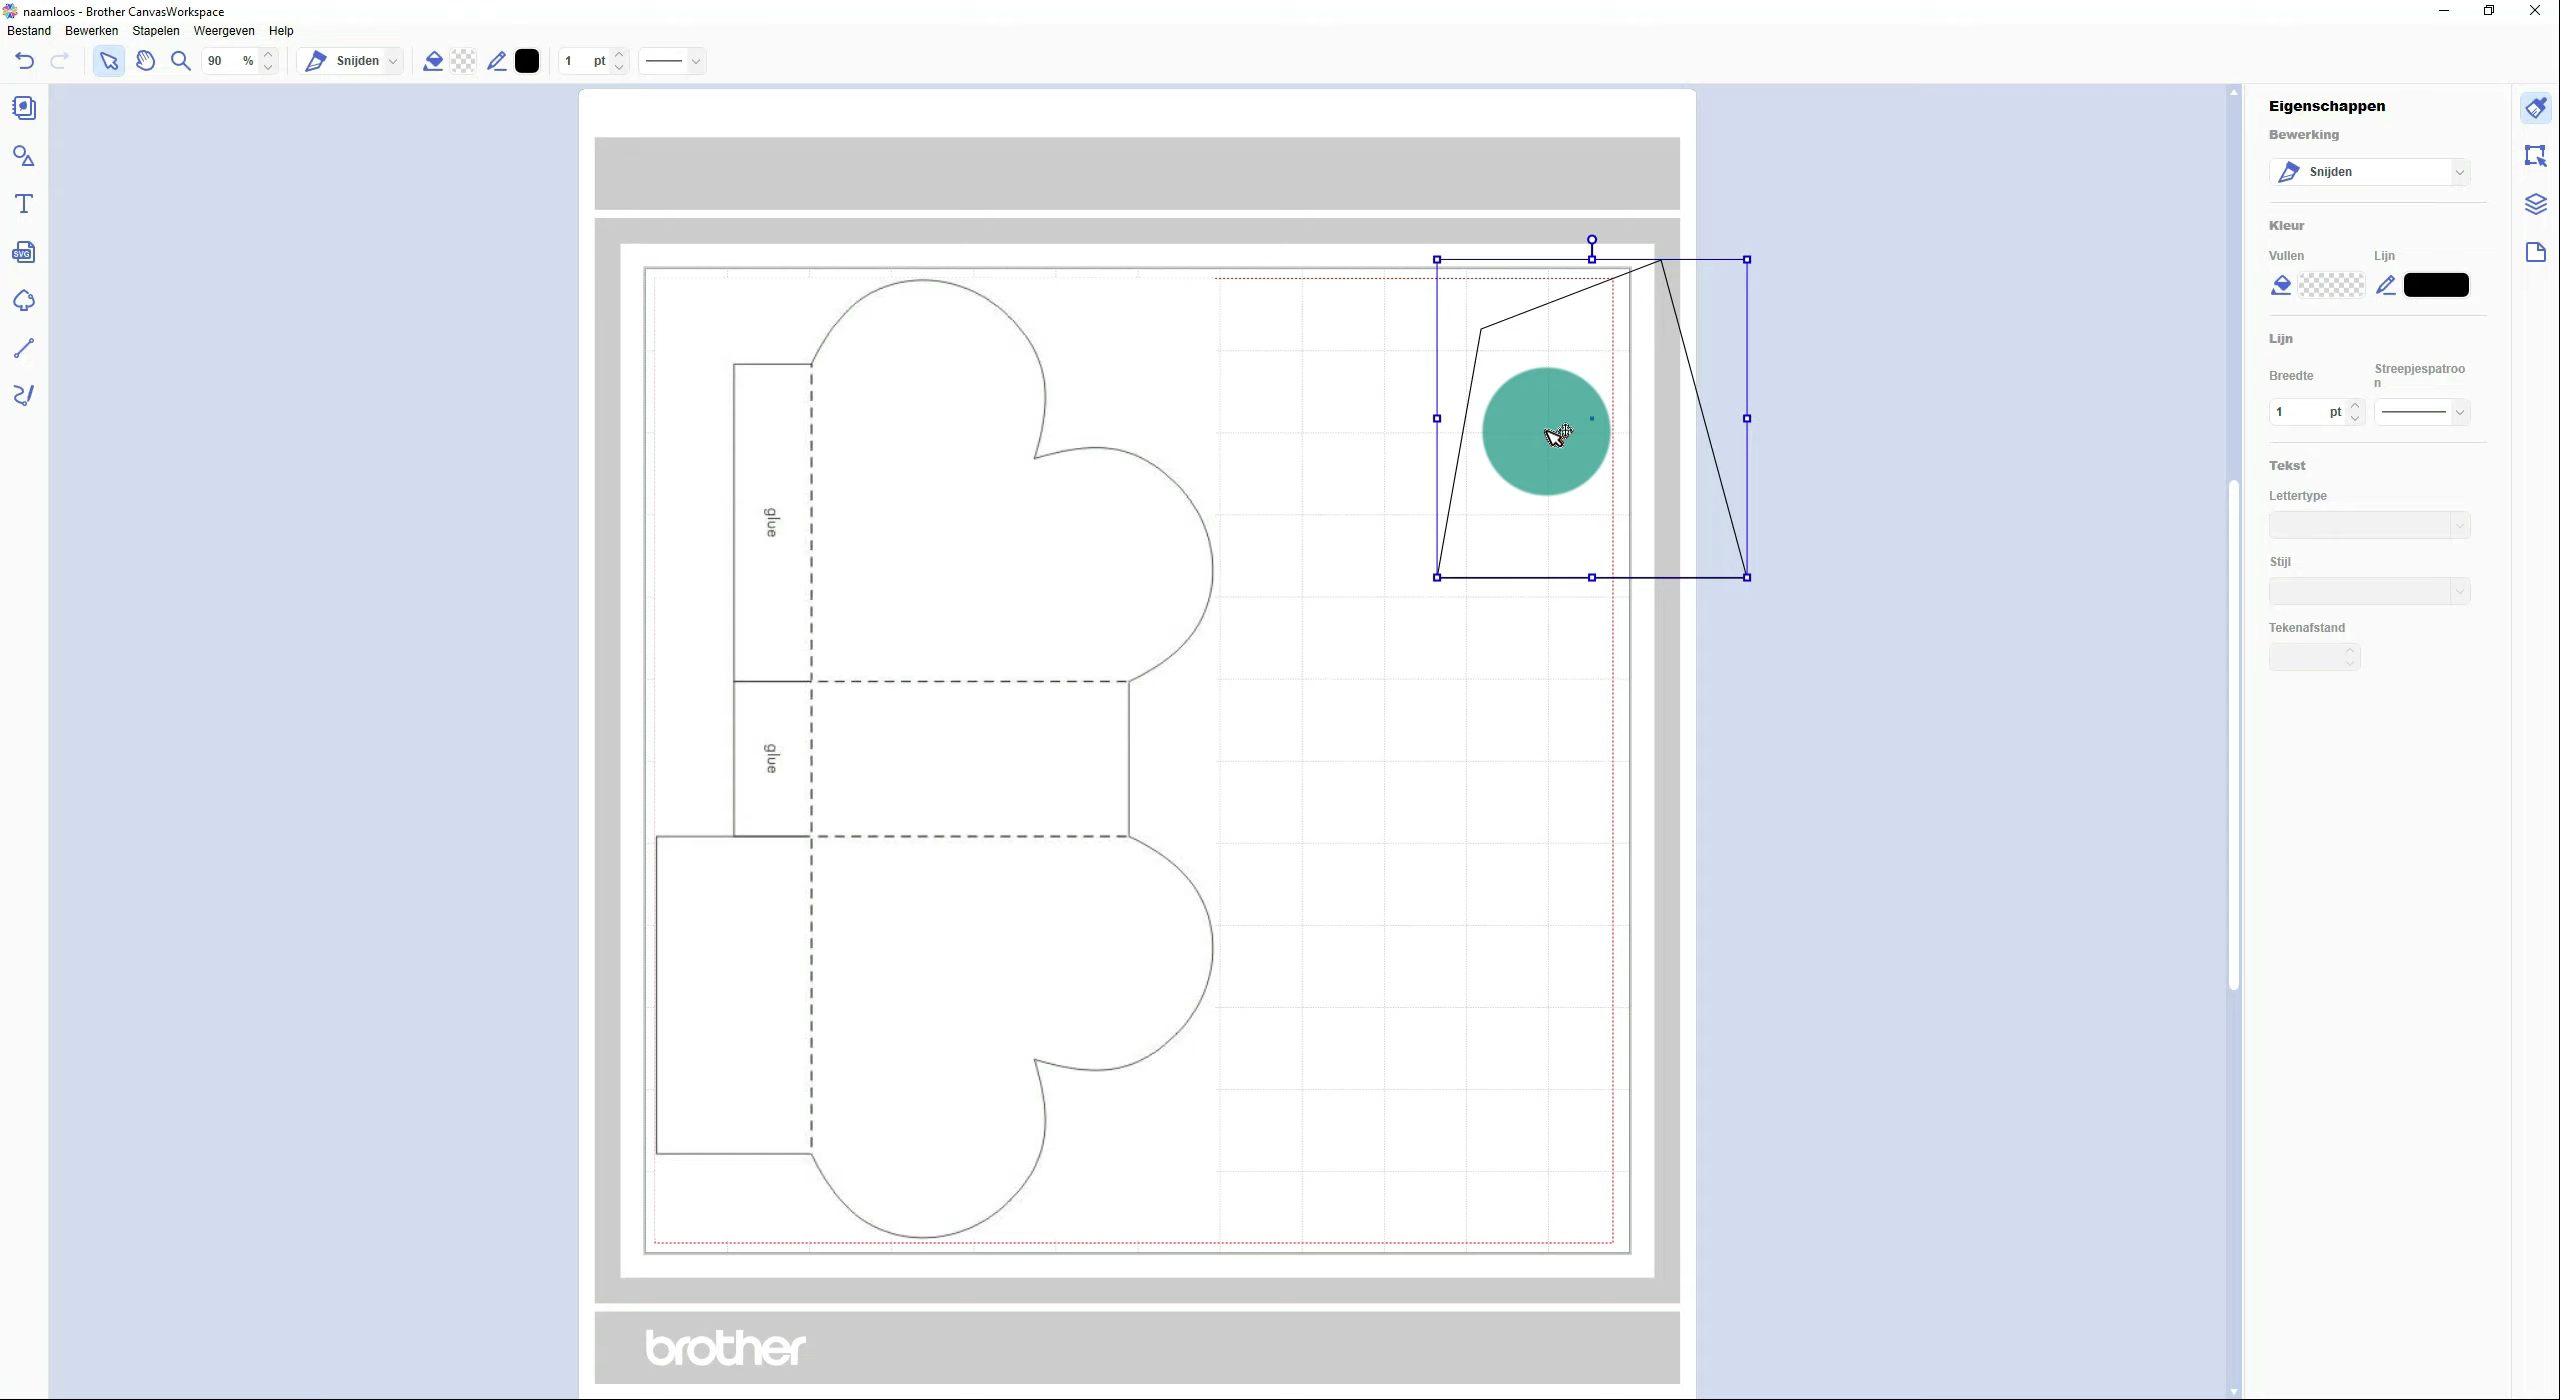 naamloos - Brother CanvasWorkspace
Bestand Bewerken Stapelen Weergeven Help
90 % Snijden 1 pt
Eigenschappen
Bewerking
Snijden
Kleur
Vullen Lijn
Lijn
Breedte Streepjespatroo
n
1 pt
Tekst
Lettertype
Stijl
Tekenafstand
T
SVG
glue
glue
brother